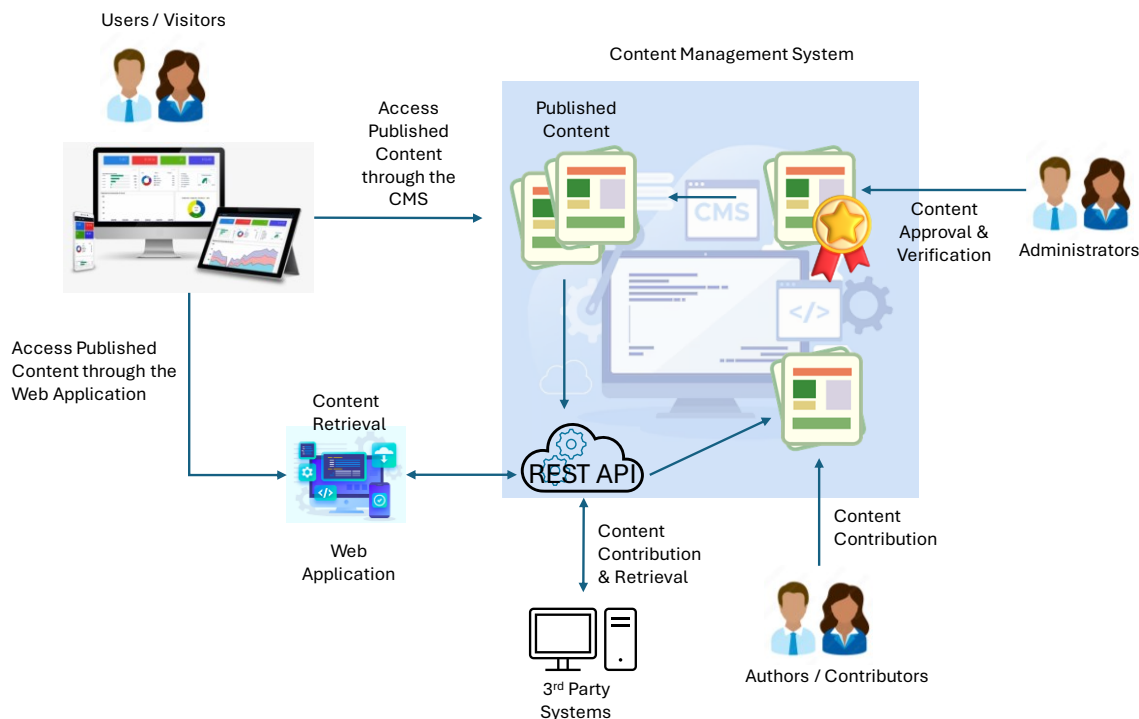 Users / Visitors
Content Management System
Access
Published
Content
through the
CMS
Published
Content
CMS
Content
Approval &
Verification
Administrators
</>
Access Published
Content through the
Web Application
Content
Retrieval
</>
REST API
Web
Application
Content
Contribution
& Retrieval
Content
Contribution
3rd Party
Systems
Authors / Contributors